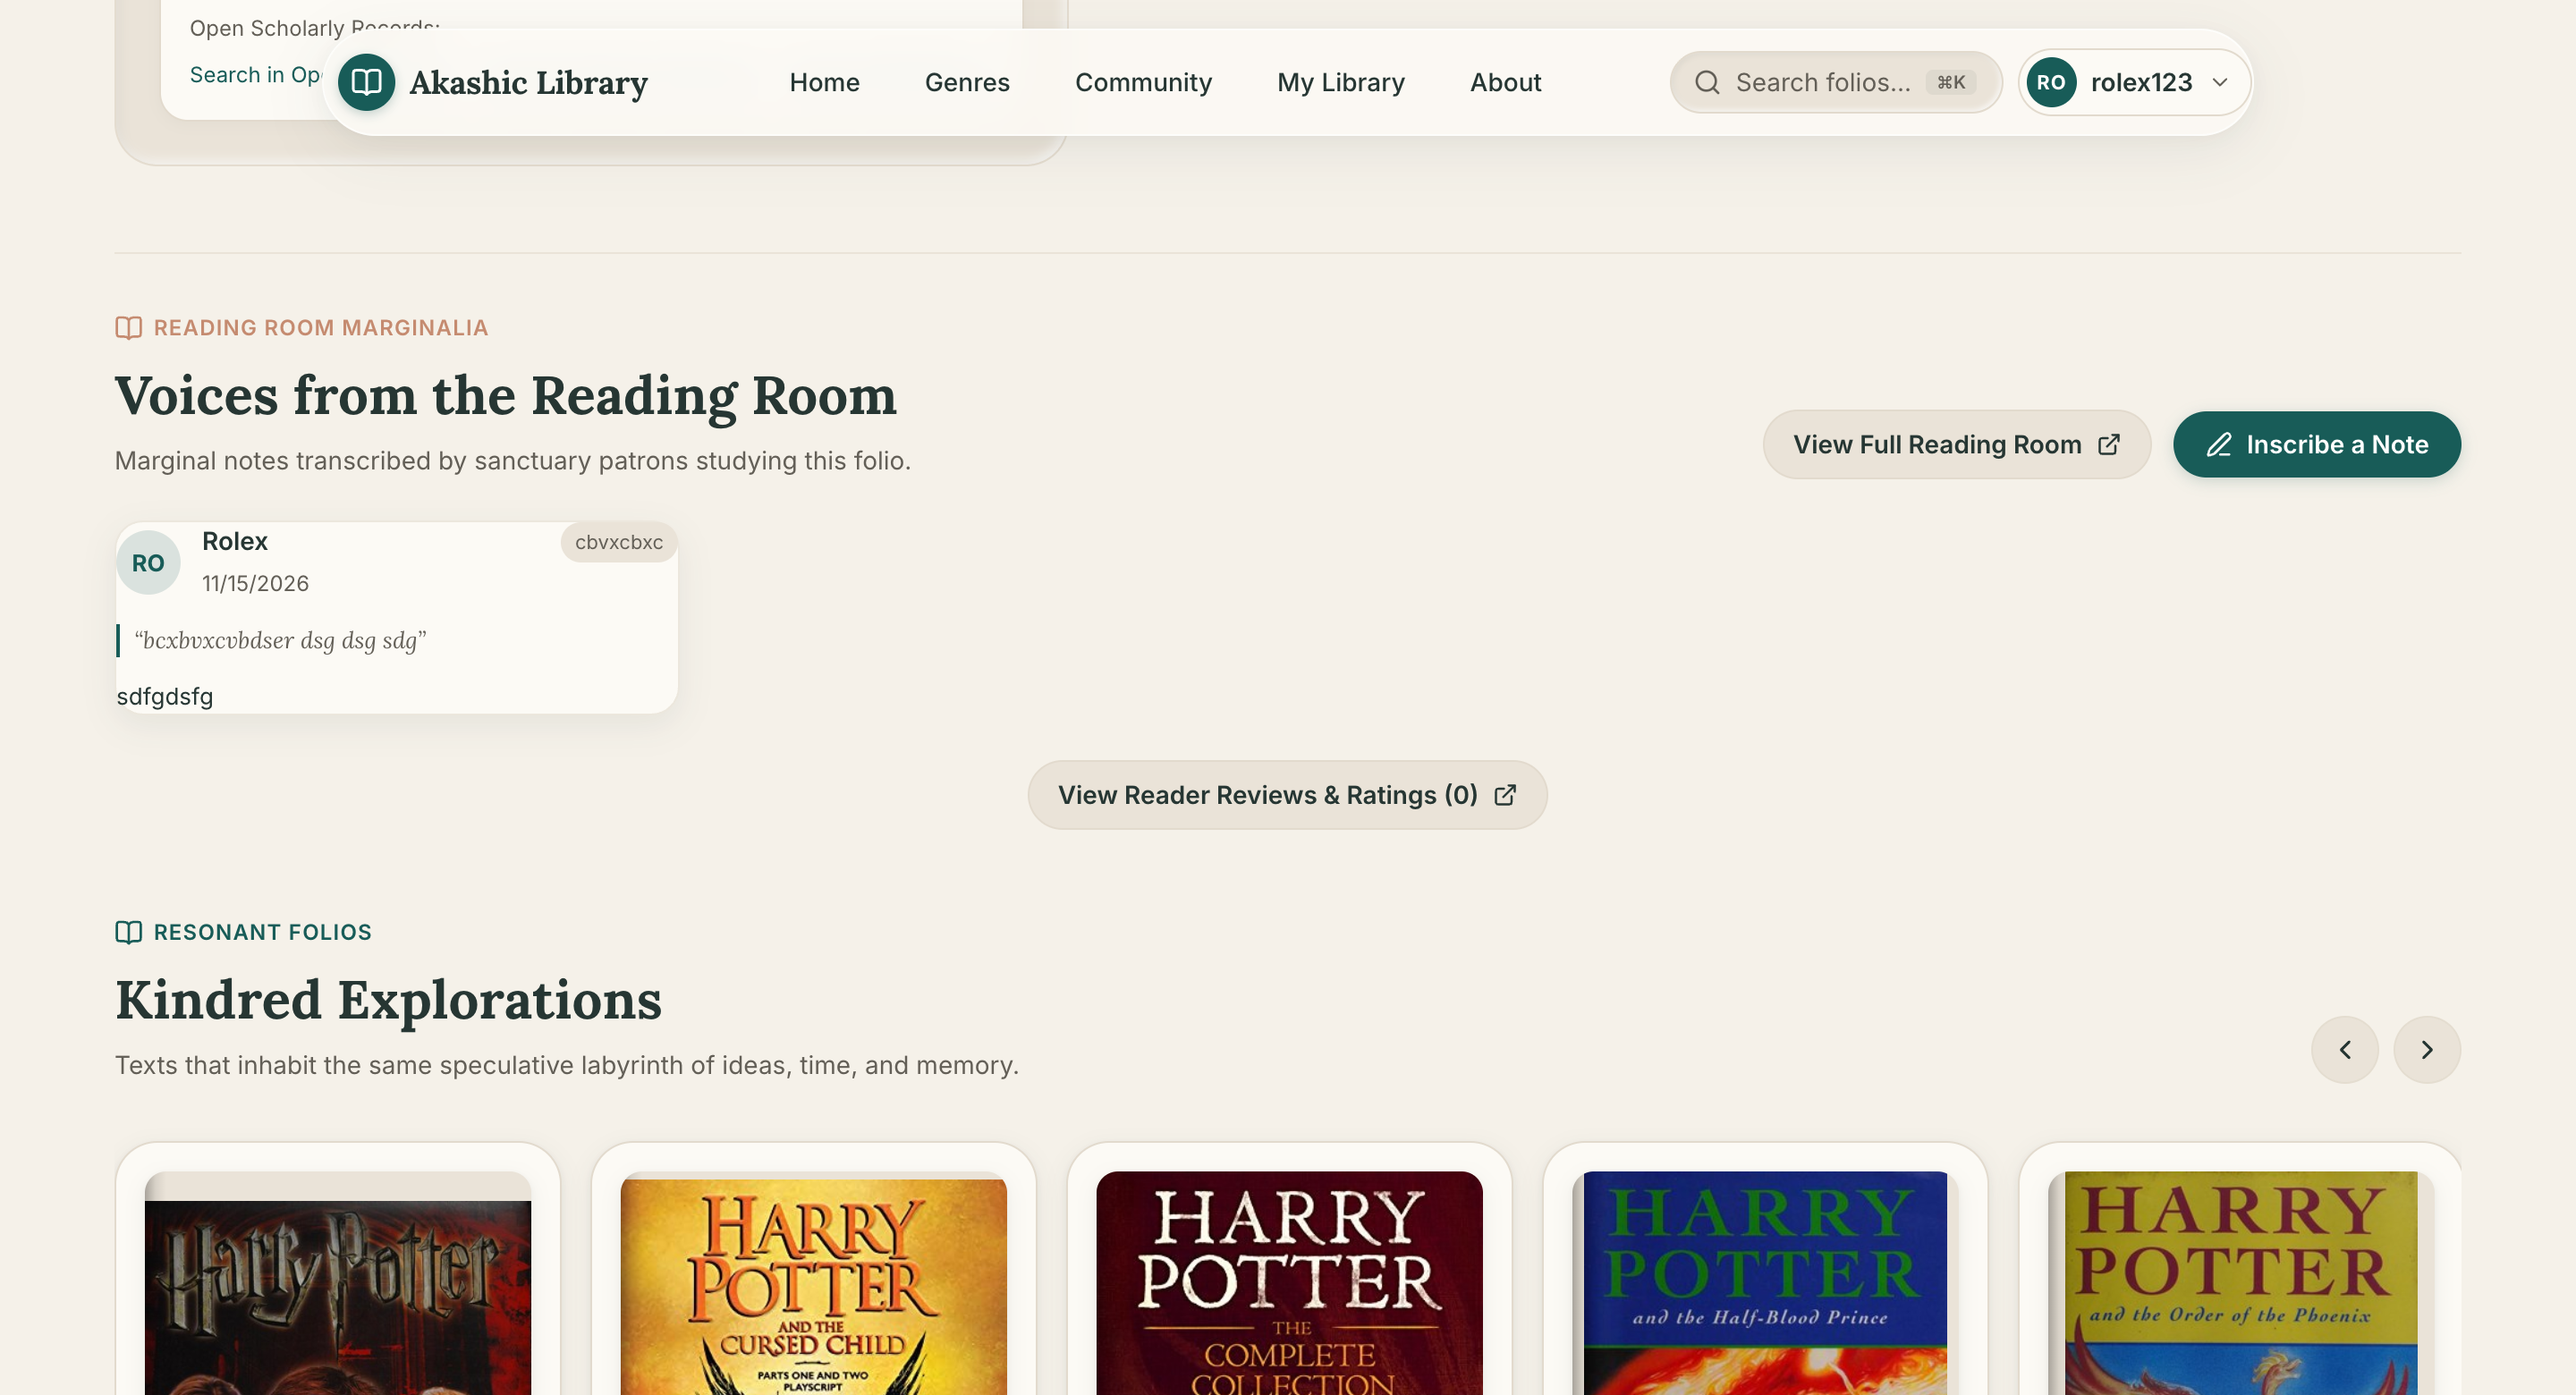 Open Scholarly Records:
Search in Op
Akashic Library
Home
Genres
Community
My Library
About
Search folios...
⌘K
RO
rolex123
READING ROOM MARGINALIA
Voices from the Reading Room
Marginal notes transcribed by sanctuary patrons studying this folio.
View Full Reading Room
Inscribe a Note
RO
Rolex
cbvxcbxc
11/15/2026
“bcxbvxcvbdser dsg dsg sdg”
sdfgdsfg
View Reader Reviews & Ratings (0)
RESONANT FOLIOS
Kindred Explorations
Texts that inhabit the same speculative labyrinth of ideas, time, and memory.
Harry Potter
HARRY
POTTER
AND THE
CURSED CHILD
PARTS ONE AND TWO
PLAYSCRIPT
HARRY
POTTER
THE
COMPLETE
COLLECTION
HARRY
POTTER
and the Half-Blood Prince
HARRY
POTTER
and the Order of the Phoenix